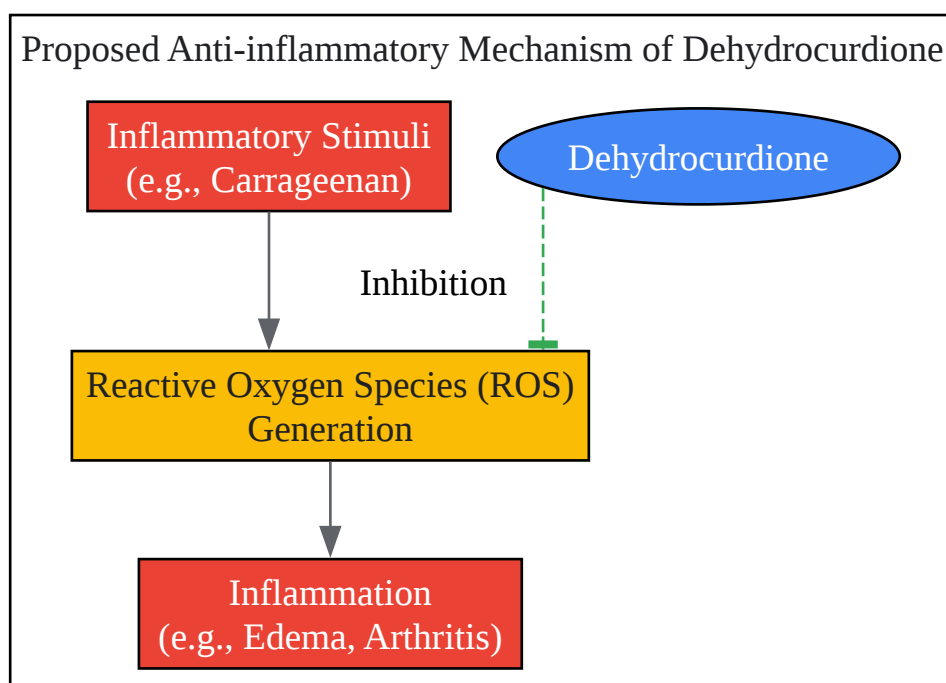 Proposed Anti-inflammatory Mechanism of Dehydrocurdione
Inflammatory Stimuli
(e.g., Carrageenan)
Dehydrocurdione
Inhibition
Reactive Oxygen Species (ROS)
Generation
Inflammation
(e.g., Edema, Arthritis)